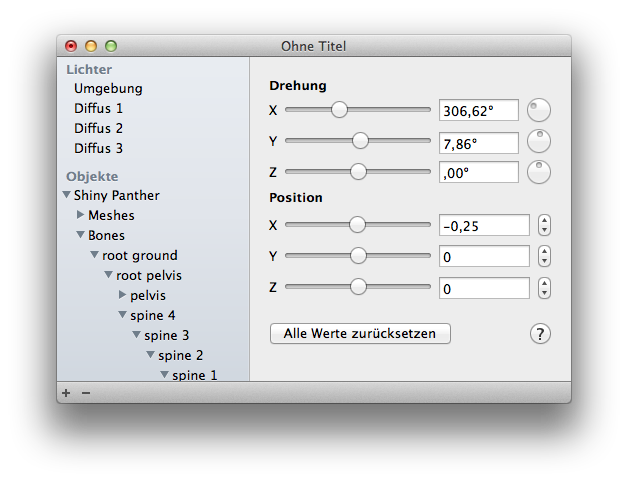 Ohne Titel
Lichter
Umgebung
Diffus 1
Diffus 2
Diffus 3
Objekte
Shiny Panther
Meshes
Bones
root ground
root pelvis
pelvis
spine 4
spine 3
spine 2
spine 1
+ −
Drehung
X 306,62°
Y 7,86°
Z ,00°
Position
X −0,25
Y 0
Z 0
Alle Werte zurücksetzen ?